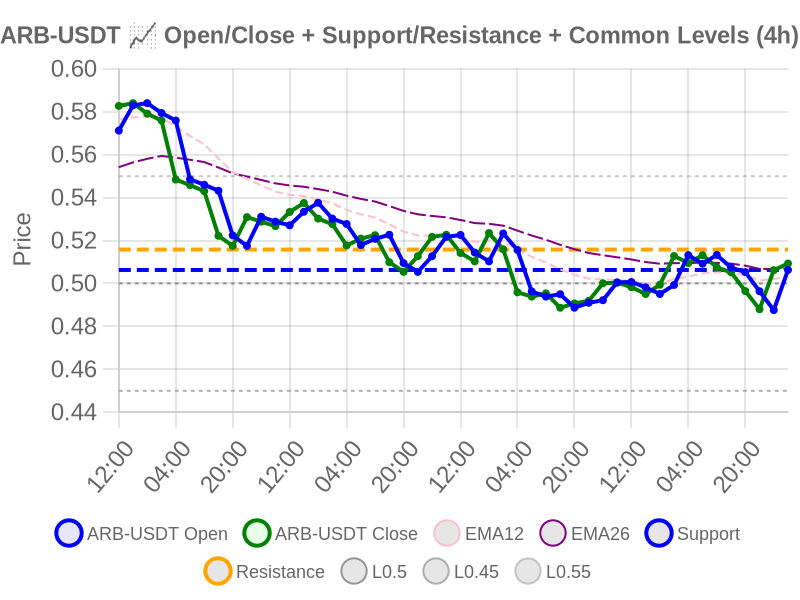 ARB-USDT 📈 Open/Close + Support/Resistance + Common Levels (4h)
Price
0.60
0.58
0.56
0.54
0.52
0.50
0.48
0.46
0.44
12:00 04:00 20:00 12:00 04:00 20:00 12:00 04:00 20:00 12:00 04:00 20:00
ARB-USDT Open ARB-USDT Close EMA12 EMA26 Support
Resistance L0.5 L0.45 L0.55